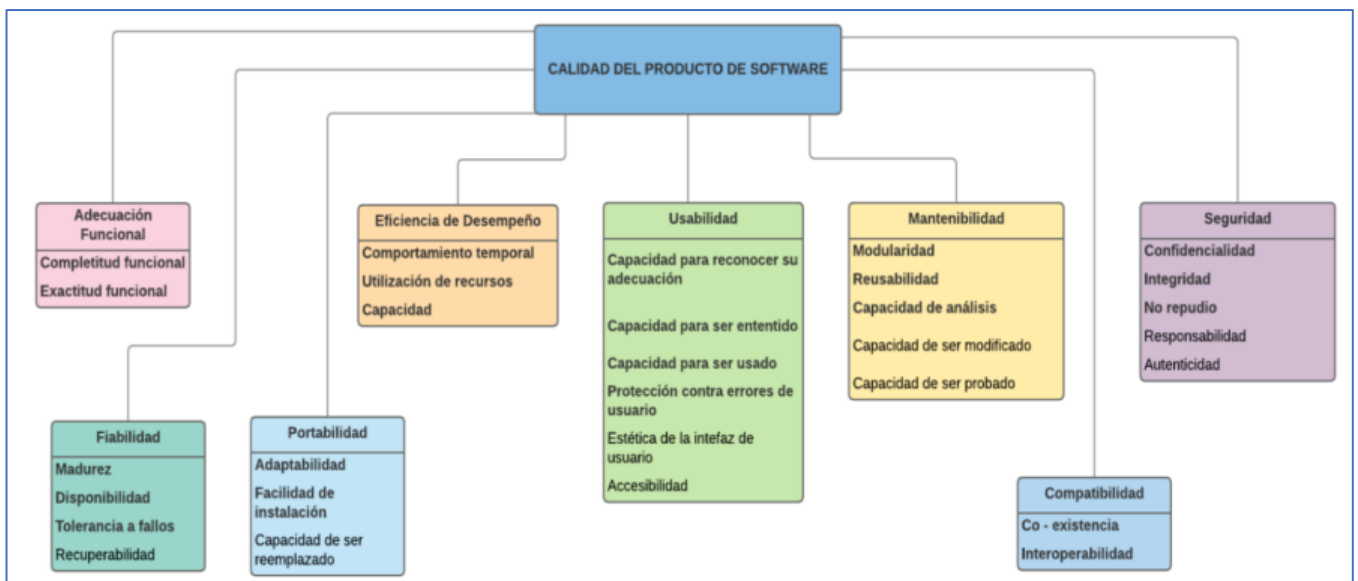 CALIDAD DEL PRODUCTO DE SOFTWARE
Adecuación
Funcional
Completitud funcional
Exactitud funcional
Eficiencia de Desempeño
Comportamiento temporal
Utilización de recursos
Capacidad
Usabilidad
Capacidad para reconocer su
adecuación
Capacidad para ser ententido
Capacidad para ser usado
Protección contra errores de
usuario
Estética de la intefaz de
usuario
Accesibilidad
Mantenibilidad
Modularidad
Reusabilidad
Capacidad de análisis
Capacidad de ser modificado
Capacidad de ser probado
Seguridad
Confidencialidad
Integridad
No repudio
Responsabilidad
Autenticidad
Fiabilidad
Madurez
Disponibilidad
Tolerancia a fallos
Recuperabilidad
Portabilidad
Adaptabilidad
Facilidad de
instalación
Capacidad de ser
reemplazado
Compatibilidad
Co - existencia
Interoperabilidad